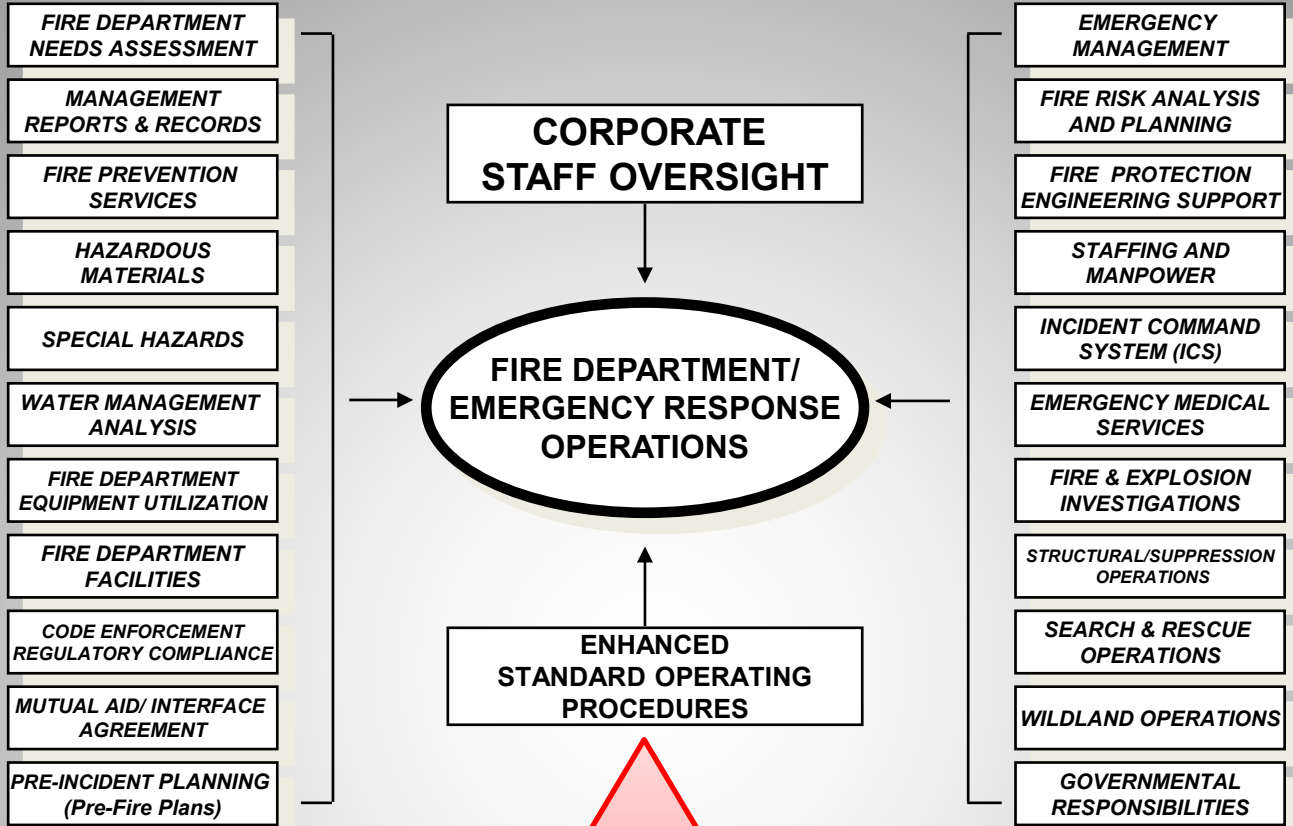 FIRE DEPARTMENT
NEEDS ASSESSMENT
MANAGEMENT
REPORTS & RECORDS
FIRE PREVENTION
SERVICES
HAZARDOUS
MATERIALS
SPECIAL HAZARDS
WATER MANAGEMENT
ANALYSIS
FIRE DEPARTMENT
EQUIPMENT UTILIZATION
FIRE DEPARTMENT
FACILITIES
CODE ENFORCEMENT
REGULATORY COMPLIANCE
MUTUAL AID/ INTERFACE
AGREEMENT
PRE-INCIDENT PLANNING
(Pre-Fire Plans)
CORPORATE
STAFF OVERSIGHT
FIRE DEPARTMENT/
EMERGENCY RESPONSE
OPERATIONS
ENHANCED
STANDARD OPERATING
PROCEDURES
EMERGENCY
MANAGEMENT
FIRE RISK ANALYSIS
AND PLANNING
FIRE PROTECTION
ENGINEERING SUPPORT
STAFFING AND
MANPOWER
INCIDENT COMMAND
SYSTEM (ICS)
EMERGENCY MEDICAL
SERVICES
FIRE & EXPLOSION
INVESTIGATIONS
STRUCTURAL/SUPPRESSION
OPERATIONS
SEARCH & RESCUE
OPERATIONS
WILDLAND OPERATIONS
GOVERNMENTAL
RESPONSIBILITIES